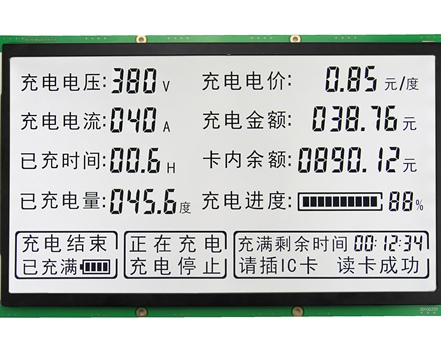 充电电压:380V 充电电价:0.85元/度
充电电流:040A 充电金额:038.76元
已充时间:00.6H 卡内余额:0890.12元
已充电量:045.6度 充电进度:88%
充电结束 正在充电 充满剩余时间 00:12:34
已充满 充电停止 请插IC卡 读卡成功